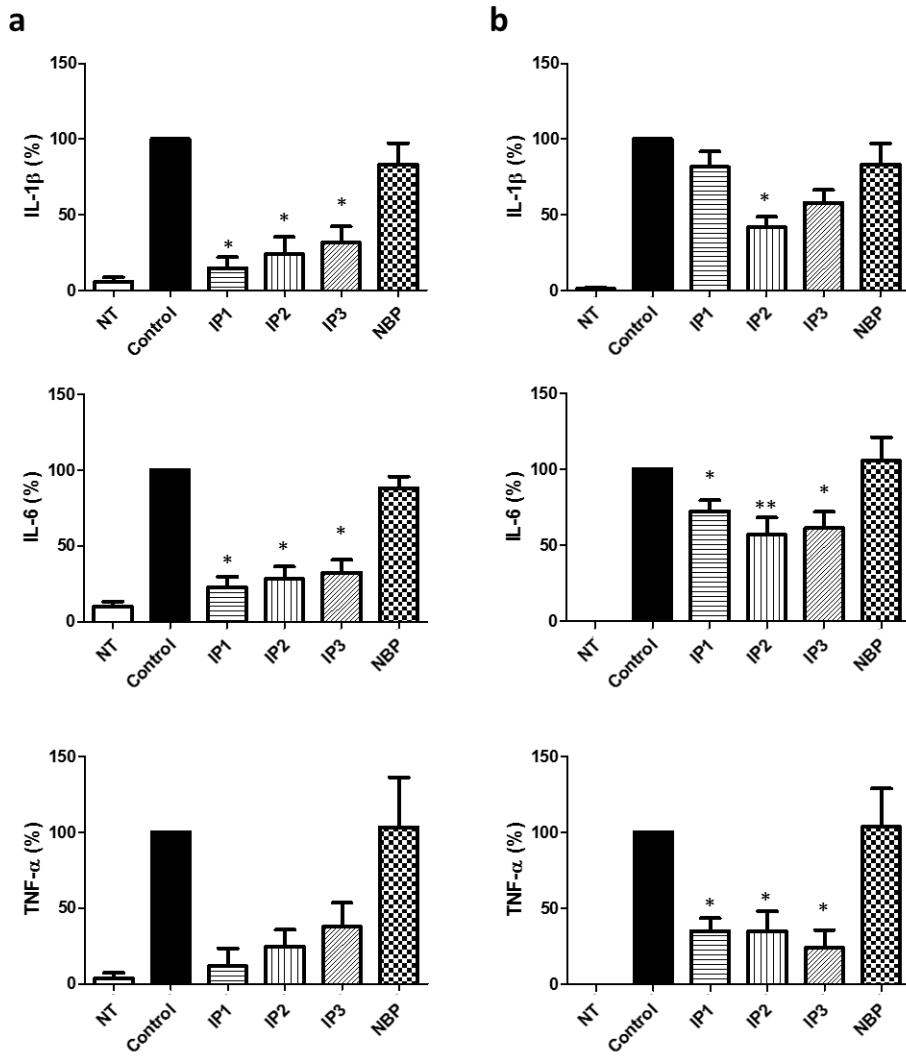 a
b
150
100
50
0
IL-1β (%)
*
*
*
NT
Control
IP1
IP2
IP3
NBP
150
100
50
0
IL-1β (%)
*
NT
Control
IP1
IP2
IP3
NBP
150
100
50
0
IL-6 (%)
*
*
*
NT
Control
IP1
IP2
IP3
NBP
150
100
50
0
IL-6 (%)
*
**
*
NT
Control
IP1
IP2
IP3
NBP
150
100
50
0
TNF-α (%)
NT
Control
IP1
IP2
IP3
NBP
150
100
50
0
TNF-α (%)
*
*
*
NT
Control
IP1
IP2
IP3
NBP